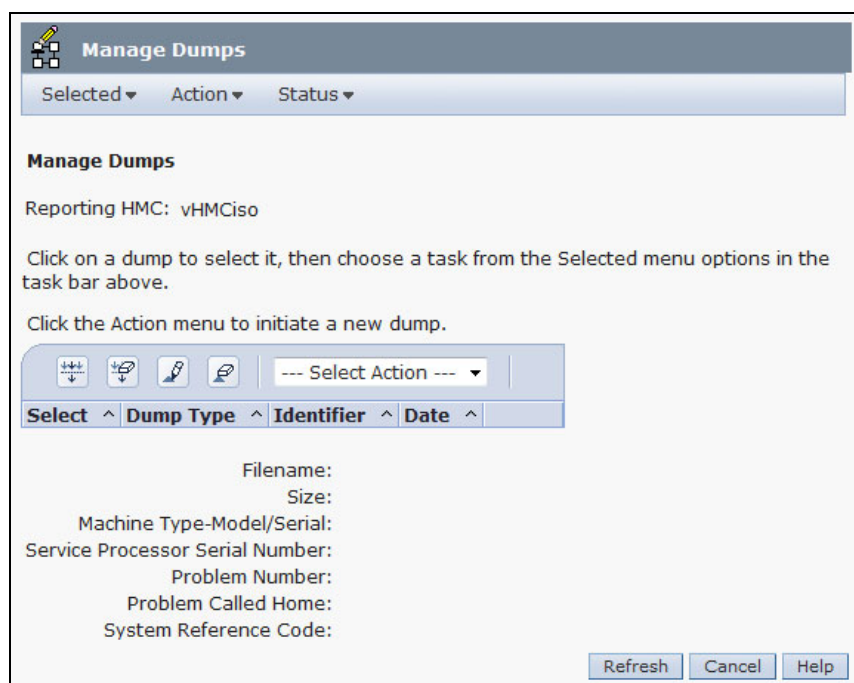 Manage Dumps
Selected Action Status
Manage Dumps
Reporting HMC: vHMCiso
Click on a dump to select it, then choose a task from the Selected menu options in the
task bar above.
Click the Action menu to initiate a new dump.
--- Select Action ---
Select ^ Dump Type ^ Identifier ^ Date ^
Filename:
Size:
Machine Type-Model/Serial:
Service Processor Serial Number:
Problem Number:
Problem Called Home:
System Reference Code:
Refresh Cancel Help